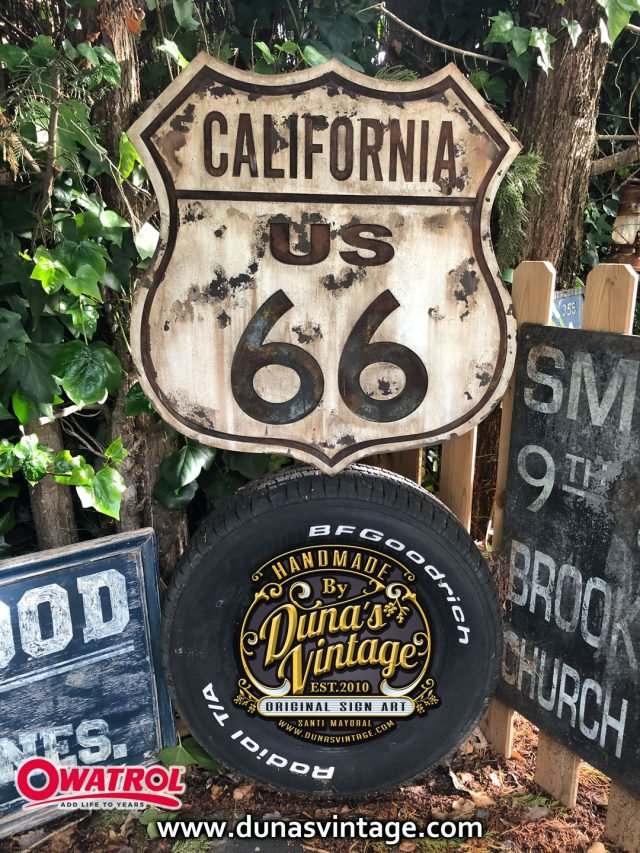 CALIFORNIA
US
66
358
SM
9TH
BROOK
CHURCH
BFGoodrich
HANDMADE
By
Duna's
Vintage
EST.2010
ORIGINAL SIGN ART
SANTI MAYORAL
WWW.DUNASVINTAGE.COM
Radial T/A
OOD
NES.
OWATROL
ADD LIFE TO YEARS
www.dunasvintage.com